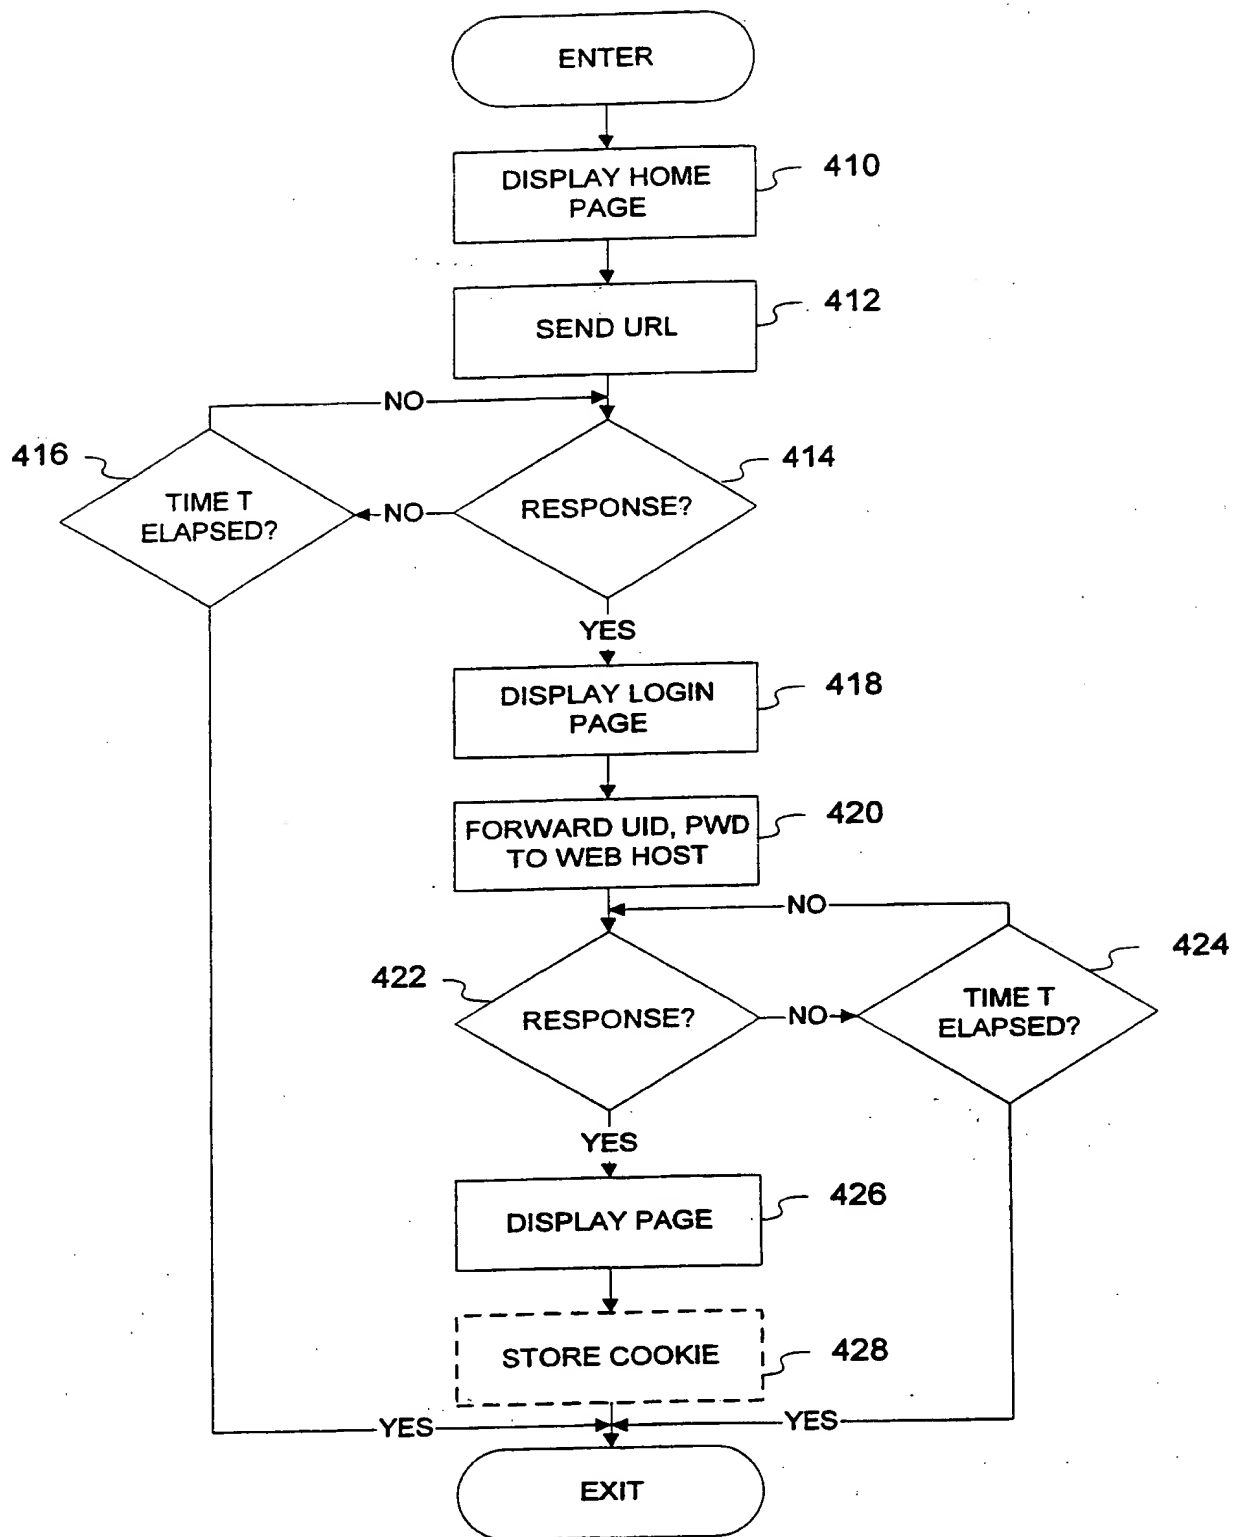 ENTER
DISPLAY HOME
PAGE
410
SEND URL
412
NO
416
TIME T
ELAPSED?
NO
RESPONSE?
414
YES
DISPLAY LOGIN
PAGE
418
FORWARD UID, PWD
TO WEB HOST
420
NO
422
RESPONSE?
NO
TIME T
ELAPSED?
424
YES
DISPLAY PAGE
426
STORE COOKIE
428
YES
YES
EXIT